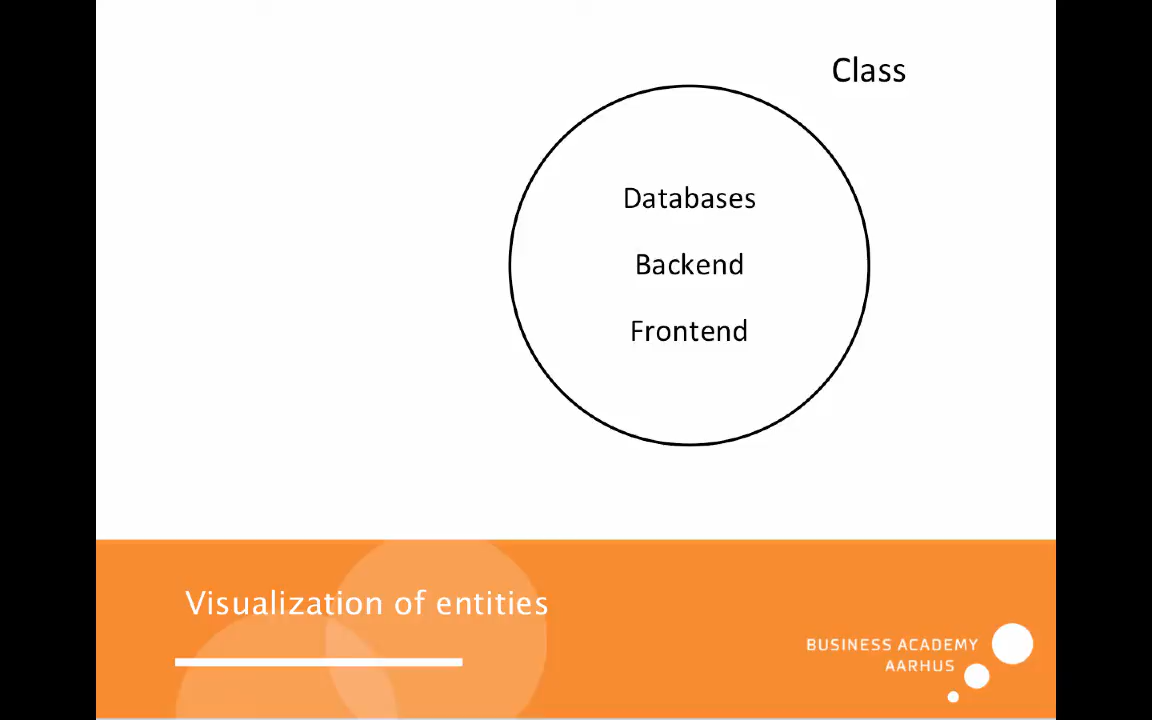 Class
Databases
Backend
Frontend
Visualization of entities
BUSINESS ACADEMY
AARHUS